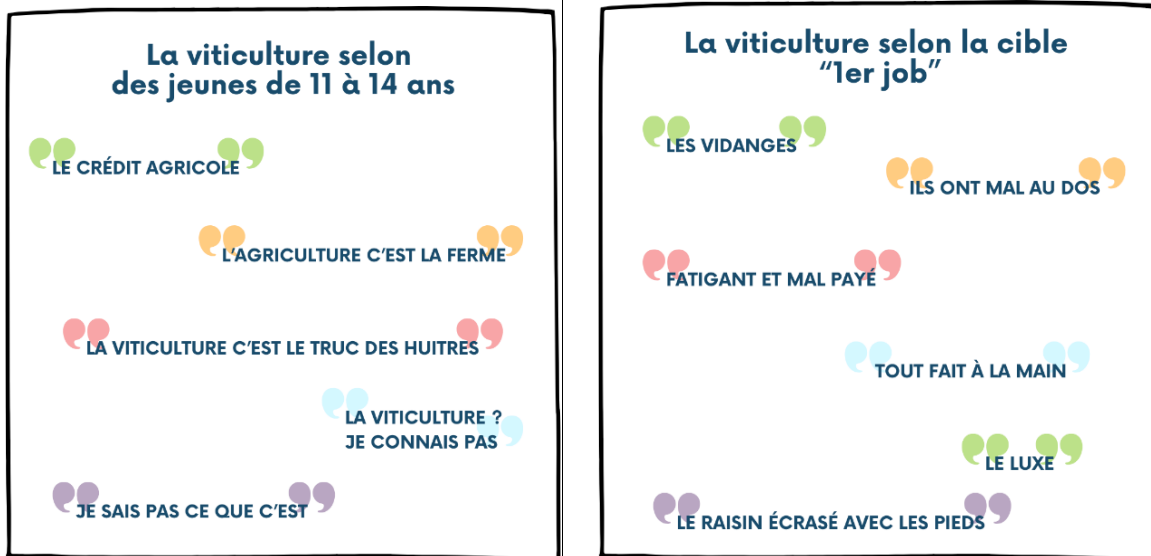 La viticulture selon
des jeunes de 11 à 14 ans
LE CRÉDIT AGRICOLE
L'AGRICULTURE C'EST LA FERME
LA VITICULTURE C'EST LE TRUC DES HUITRES
LA VITICULTURE ?
JE CONNAIS PAS
JE SAIS PAS CE QUE C'EST
La viticulture selon la cible
“1er job”
LES VIDANGES
ILS ONT MAL AU DOS
FATIGANT ET MAL PAYÉ
TOUT FAIT À LA MAIN
LE LUXE
LE RAISIN ÉCRASÉ AVEC LES PIEDS